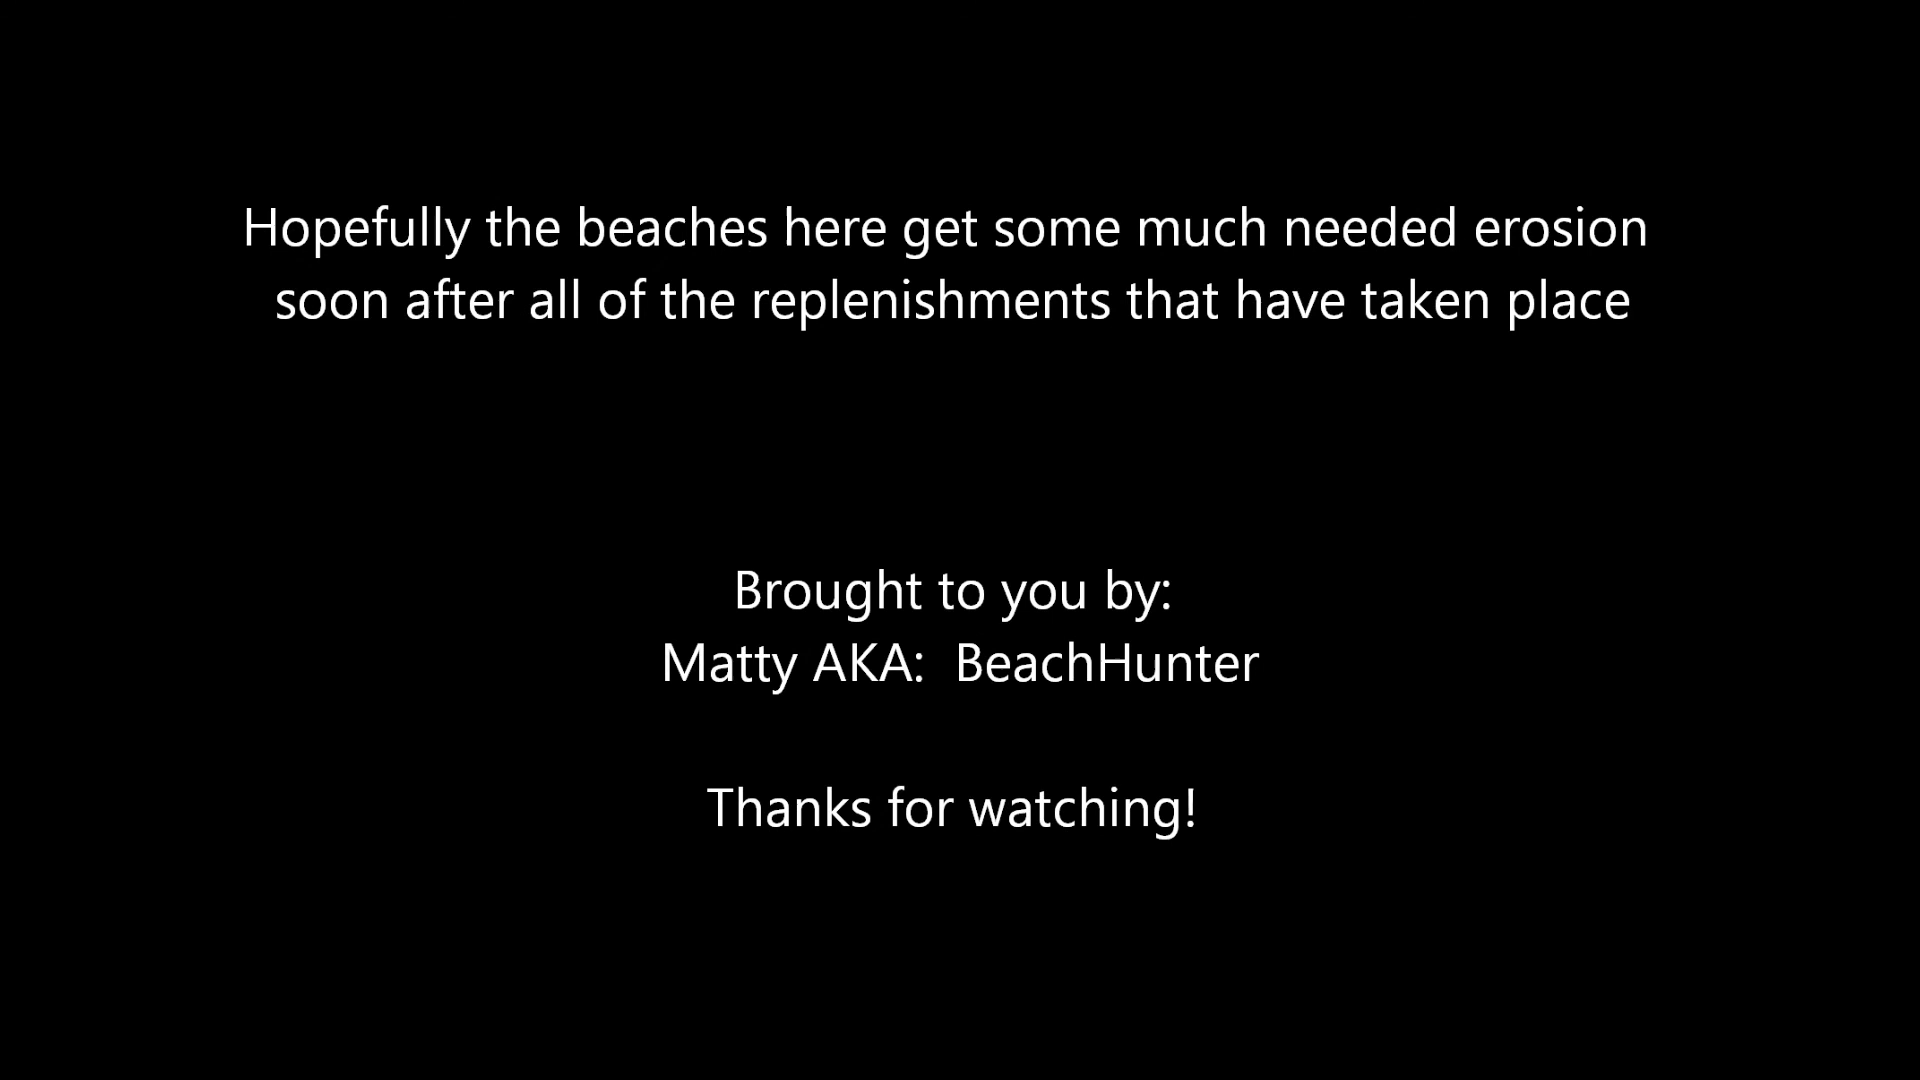 Hopefully the beaches here get some much needed erosion
soon after all of the replenishments that have taken place
Brought to you by:
Matty AKA:  BeachHunter
Thanks for watching!